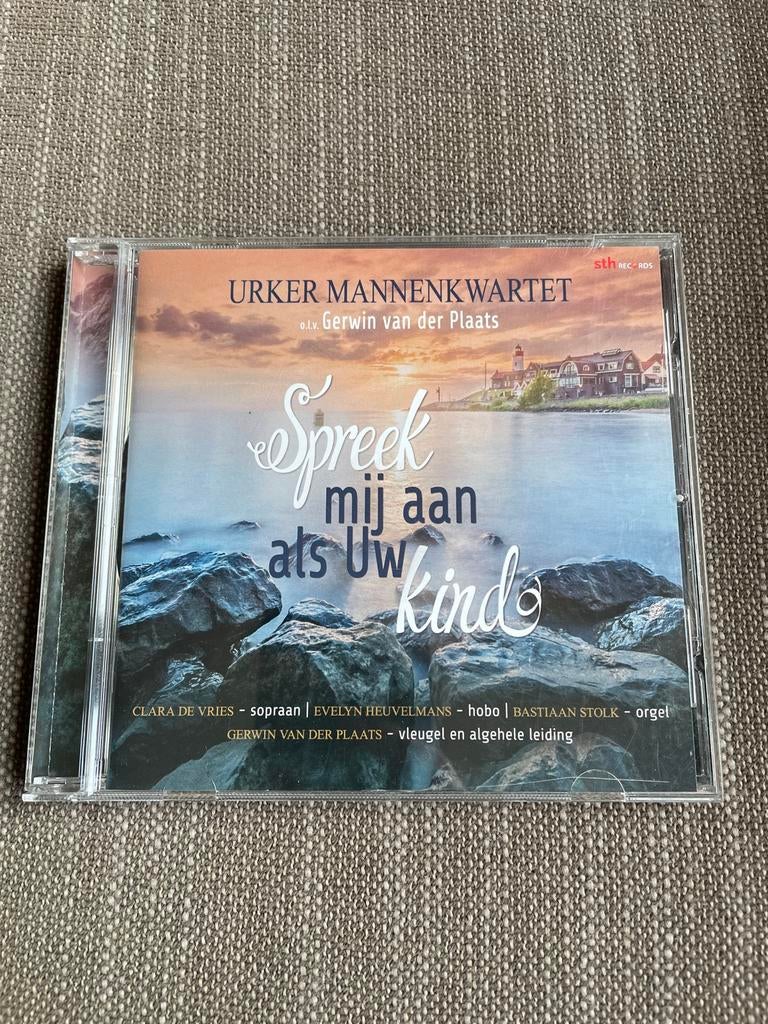 sth RECORDS
URKER MANNENKWARTET
o.l.v. Gerwin van der Plaats
Spreek
mij aan
als Uw
kind
CLARA DE VRIES – sopraan | EVELYN HEUVELMANS – hobo | BASTIAAN STOLK – orgel
GERWIN VAN DER PLAATS – vleugel en algehele leiding